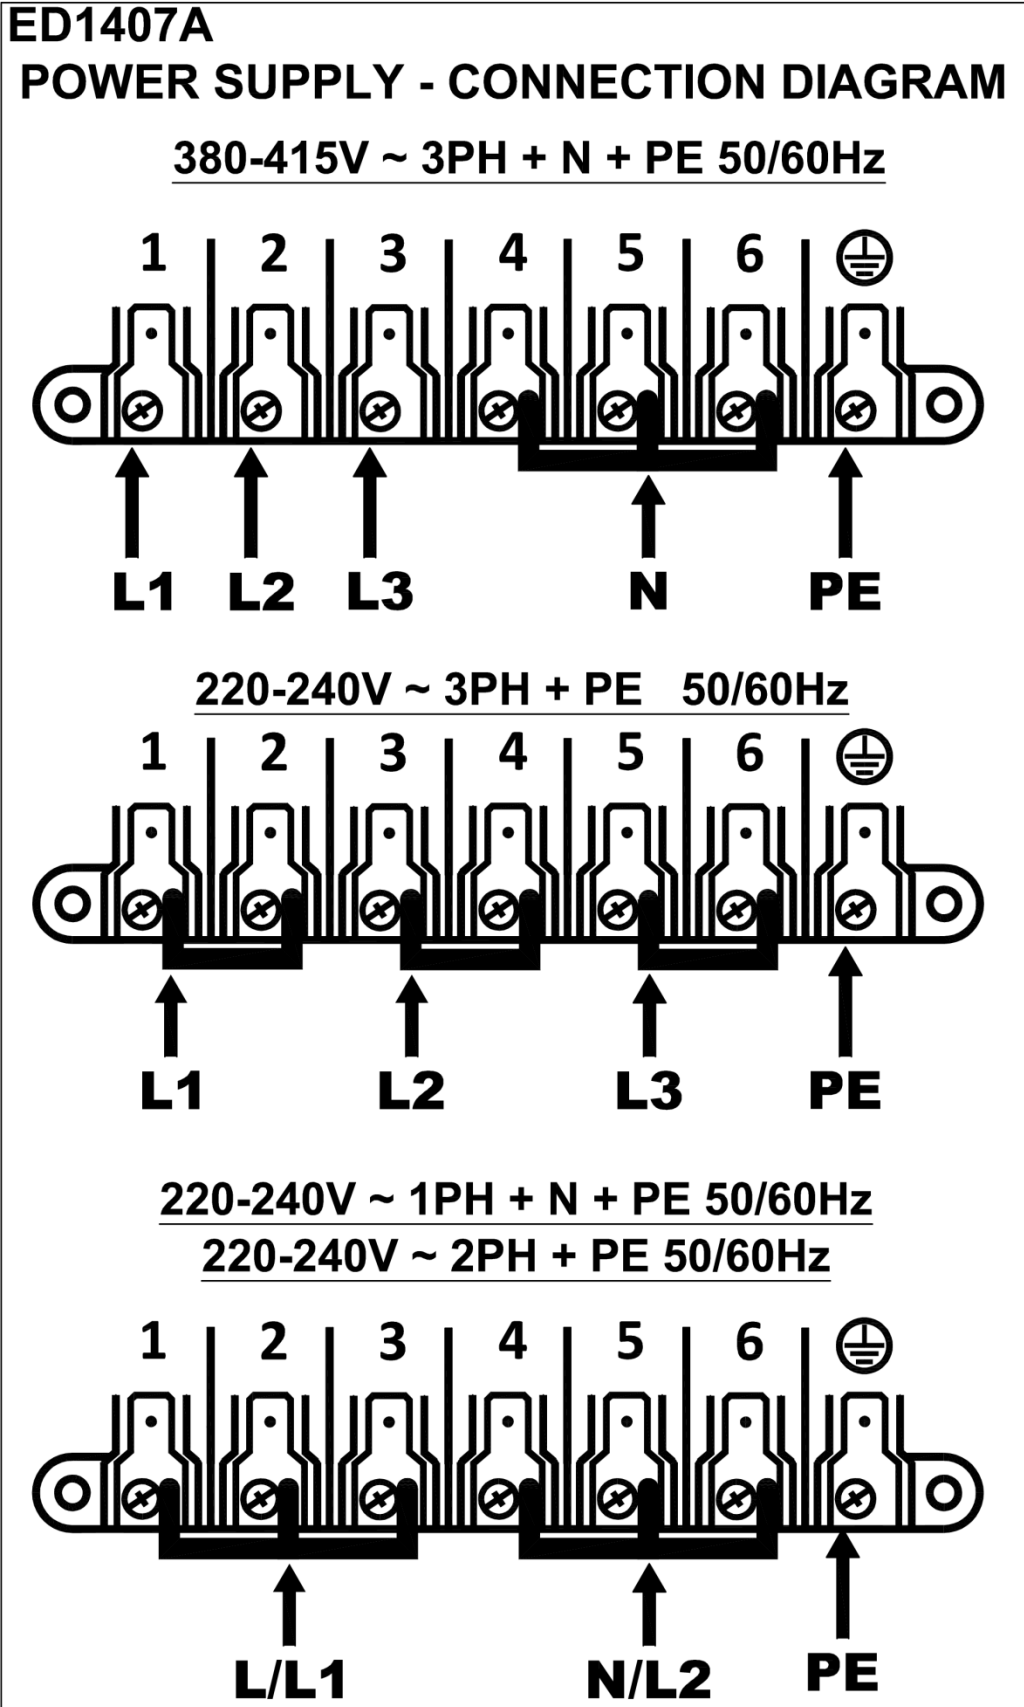 ED1407A
POWER SUPPLY - CONNECTION DIAGRAM
380-415V ~ 3PH + N + PE 50/60Hz
1 2 3 4 5 6
L1 L2 L3 N PE
220-240V ~ 3PH + PE 50/60Hz
1 2 3 4 5 6
L1 L2 L3 PE
220-240V ~ 1PH + N + PE 50/60Hz
220-240V ~ 2PH + PE 50/60Hz
1 2 3 4 5 6
L/L1 N/L2 PE